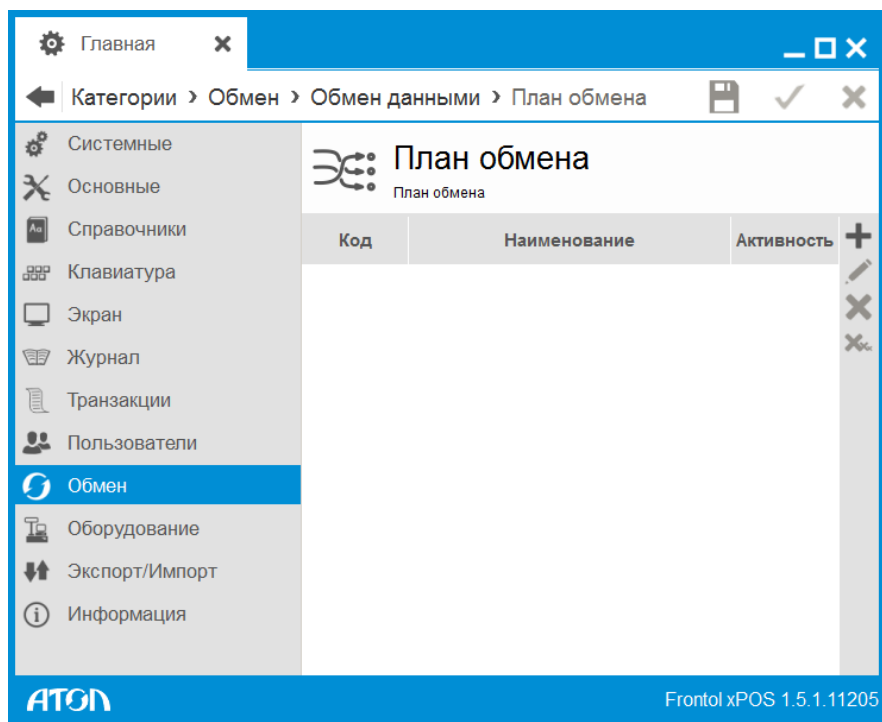 Главная
Категории › Обмен › Обмен данными › План обмена
Системные
Основные
Справочники
Клавиатура
Экран
Журнал
Транзакции
Пользователи
Обмен
Оборудование
Экспорт/Импорт
Информация
План обмена
План обмена
Код Наименование Активность
ATOL Frontol xPOS 1.5.1.11205